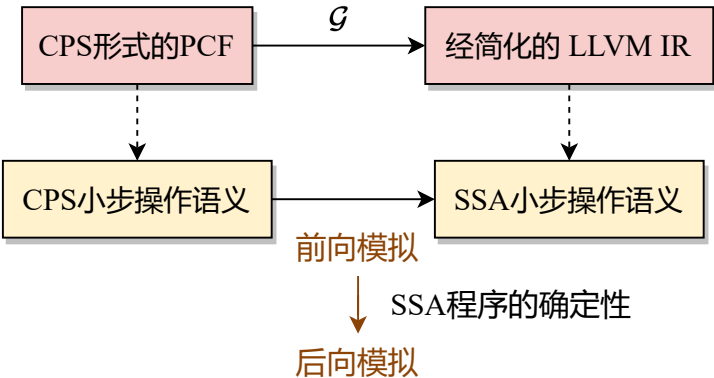 𝒢
CPS形式的PCF
经简化的 LLVM IR
CPS小步操作语义
SSA小步操作语义
前向模拟
SSA程序的确定性
后向模拟